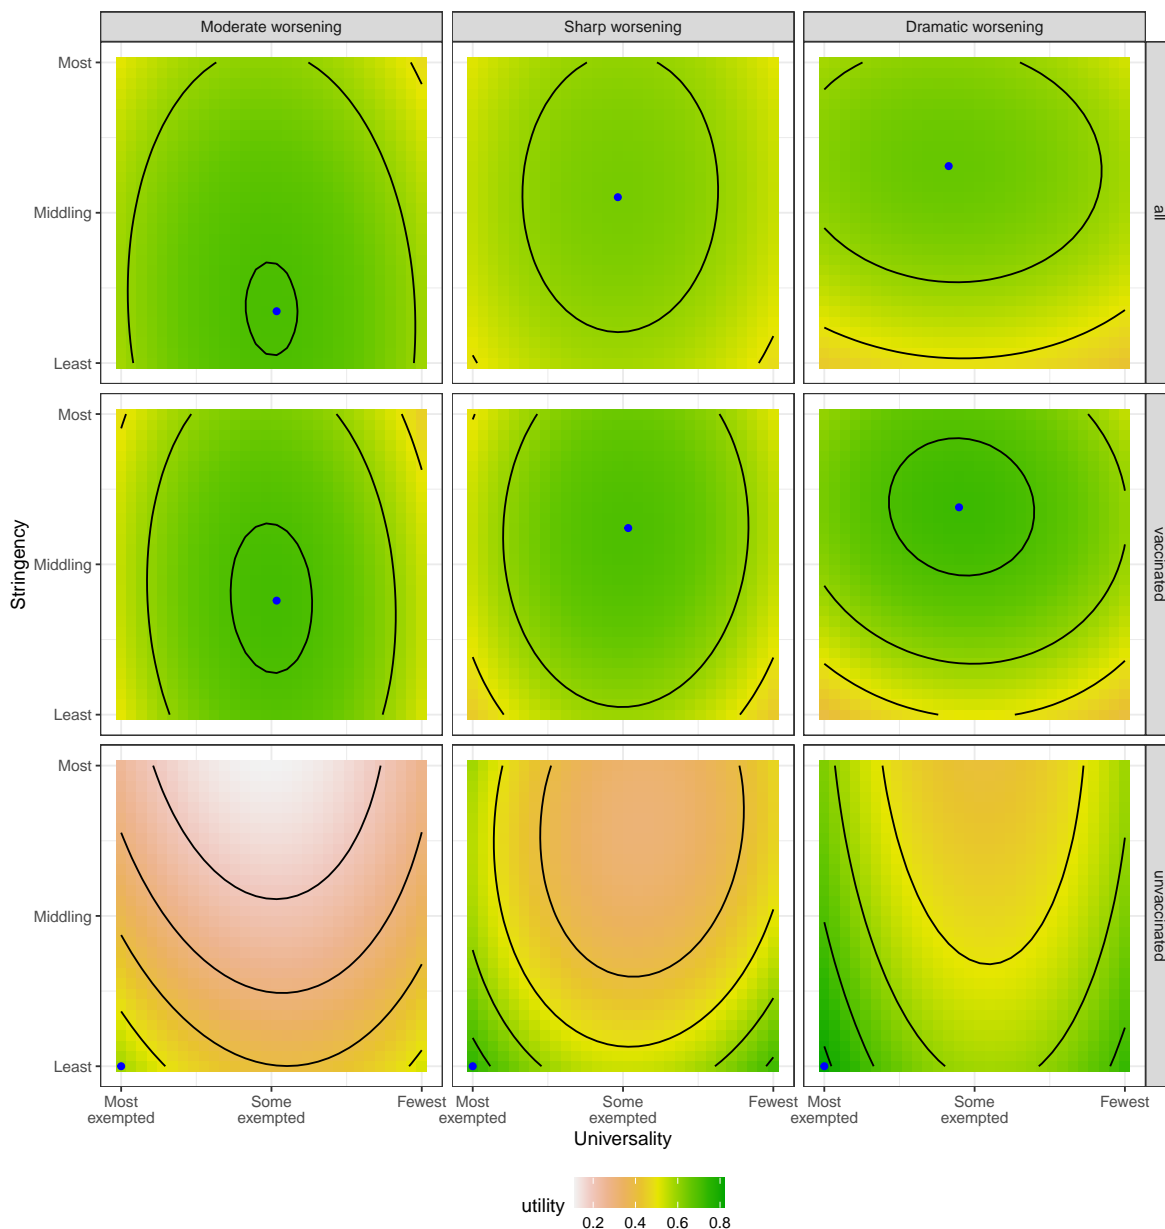 Moderate worsening
Sharp worsening
Dramatic worsening
Most
Middling
Least
all
Most
Middling
Least
vaccinated
Stringency
Most
Middling
Least
unvaccinated
Most
exempted
Some
exempted
Fewest
Most
exempted
Some
exempted
Fewest
Most
exempted
Some
exempted
Fewest
Universality
utility
0.2 0.4 0.6 0.8